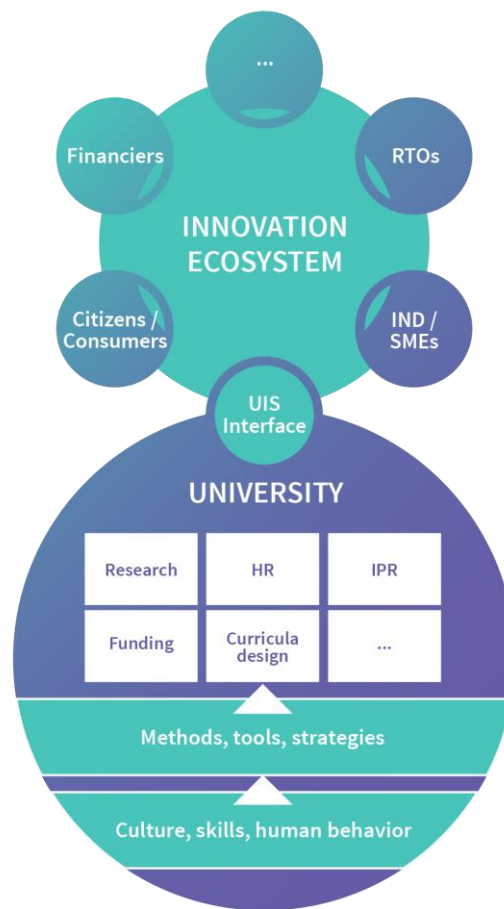 ...
Financiers
RTOs
INNOVATION
ECOSYSTEM
Citizens /
Consumers
IND /
SMEs
UIS
Interface
UNIVERSITY
Research
HR
IPR
Funding
Curricula
design
...
Methods, tools, strategies
Culture, skills, human behavior